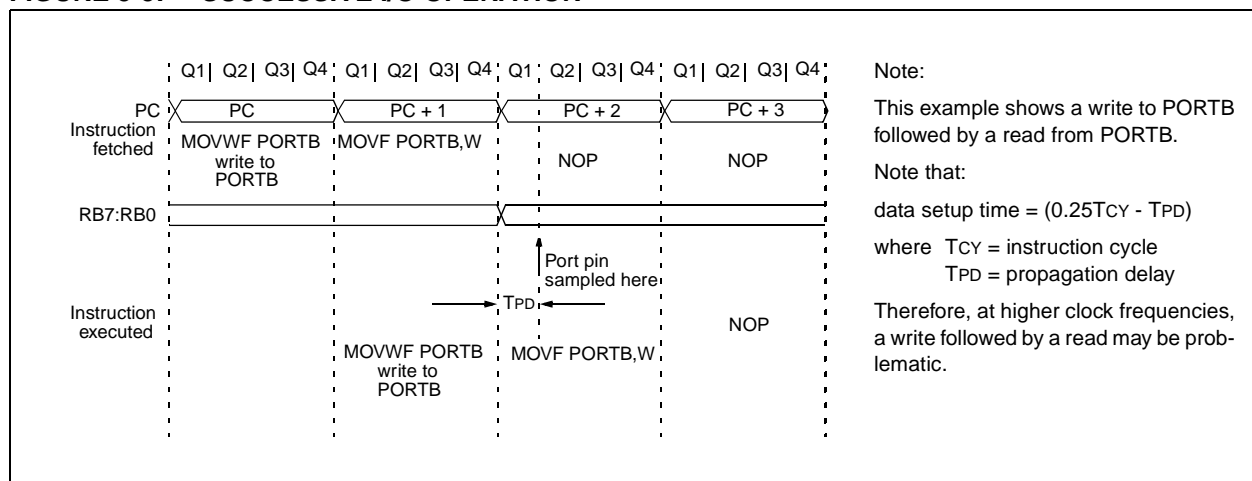 Q1| Q2| Q3| Q4 Q1| Q2| Q3| Q4 Q1 Q2| Q3| Q4 Q1| Q2| Q3| Q4
PC PC PC + 1 PC + 2 PC + 3
Instruction
fetched
MOVWF PORTB
write to
PORTB
MOVF PORTB,W
NOP
NOP
RB7:RB0
Port pin
sampled here
TPD
Instruction
executed
MOVWF PORTB
write to
PORTB
MOVF PORTB,W
NOP
Note:
This example shows a write to PORTB
followed by a read from PORTB.
Note that:
data setup time = (0.25TCY - TPD)
where TCY = instruction cycle
TPD = propagation delay
Therefore, at higher clock frequencies,
a write followed by a read may be prob-
lematic.